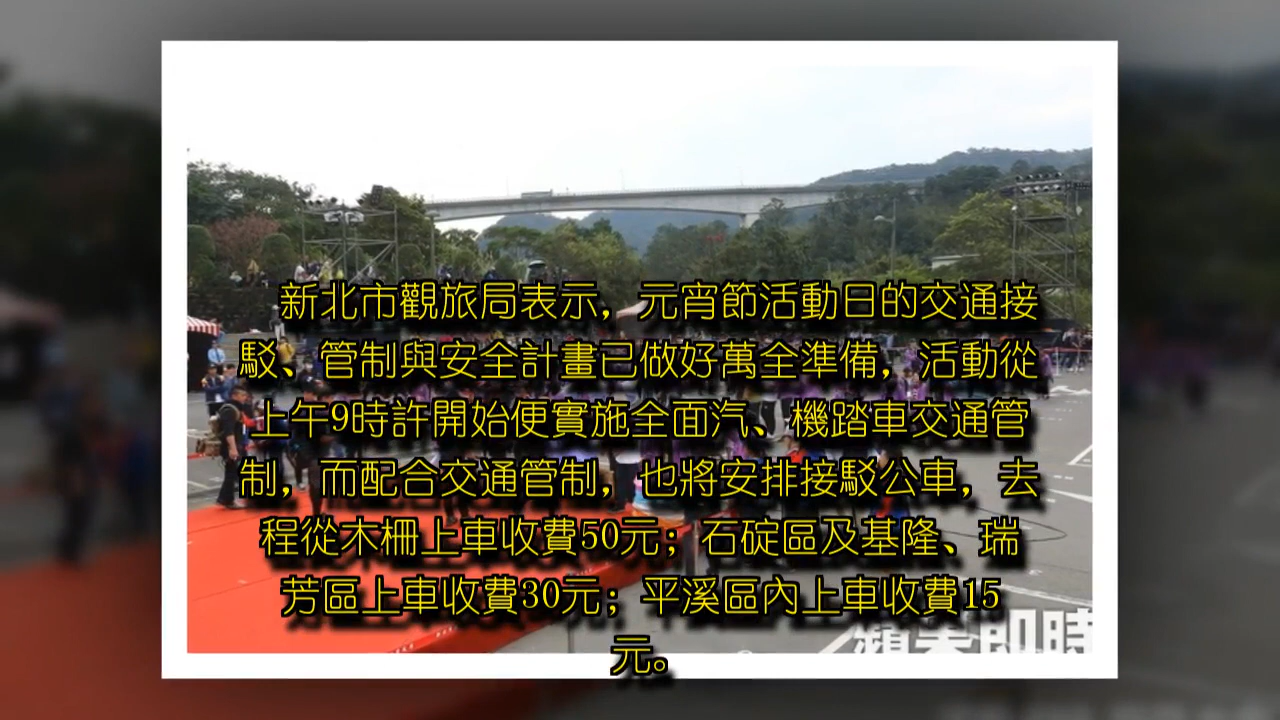 新北市觀旅局表示，元宵節活動日的交通接
駁、管制與安全計畫已做好萬全準備，活動從
上午9時許開始便實施全面汽、機踏車交通管
制，而配合交通管制，也將安排接駁公車，去
程從木柵上車收費50元；石碇區及基隆、瑞
芳區上車收費30元；平溪區內上車收費15
元。
蘋果即時